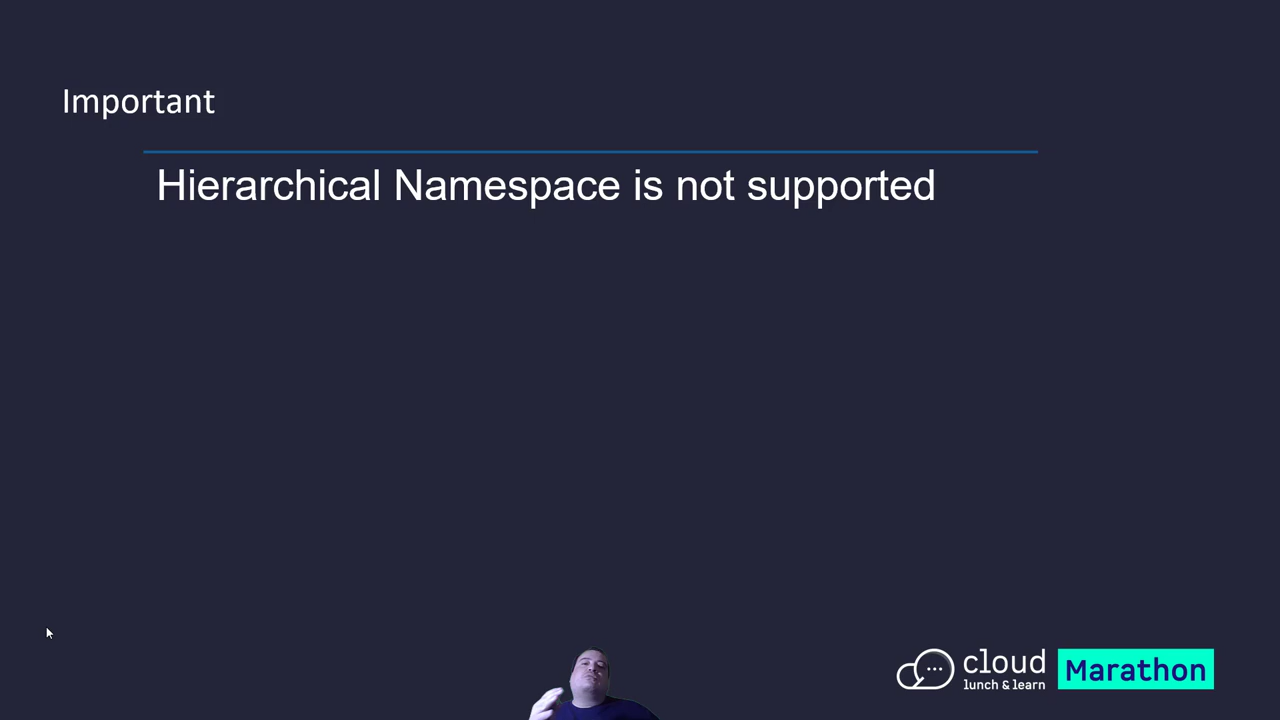 Important
Hierarchical Namespace is not supported
cloud
lunch & learn
Marathon